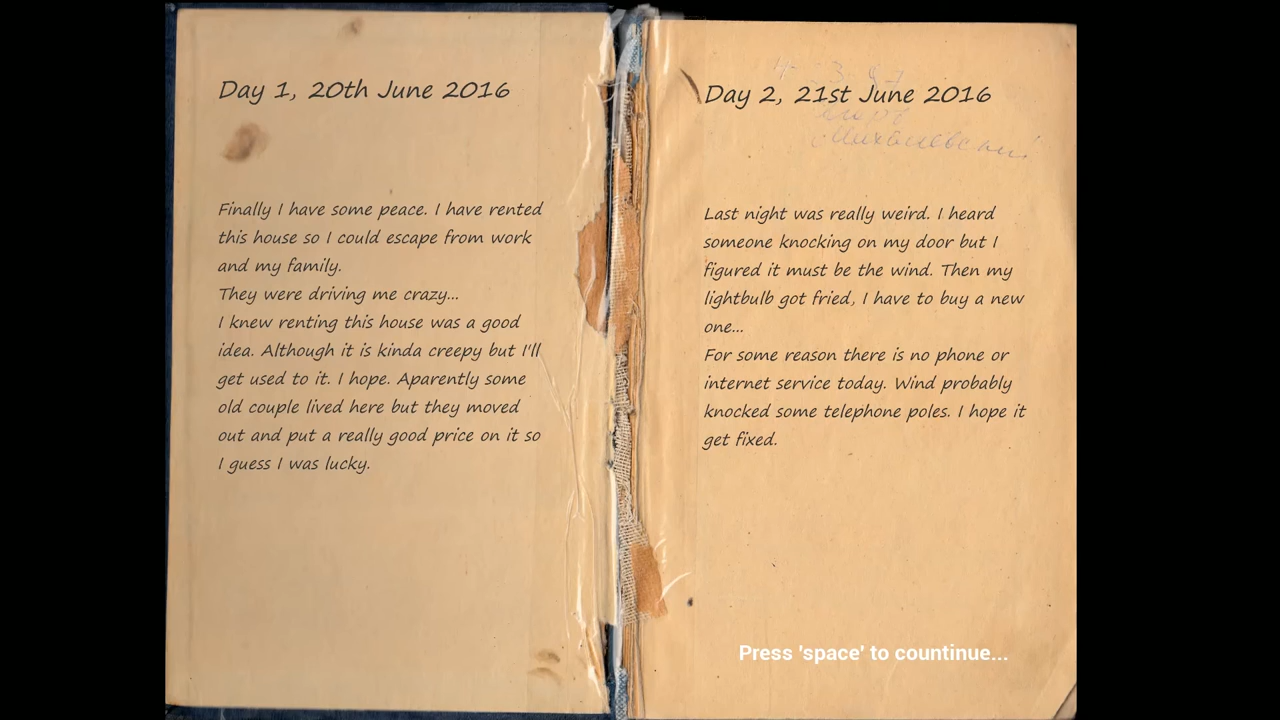 Day 1, 20th June 2016
Finally I have some peace. I have rented
this house so I could escape from work
and my family.
They were driving me crazy...
I knew renting this house was a good
idea. Although it is kinda creepy but I'll
get used to it. I hope. Aparently some
old couple lived here but they moved
out and put a really good price on it so
I guess I was lucky.
Day 2, 21st June 2016
Last night was really weird. I heard
someone knocking on my door but I
figured it must be the wind. Then my
lightbulb got fried, I have to buy a new
one...
For some reason there is no phone or
internet service today. Wind probably
knocked some telephone poles. I hope it
get fixed.
Press 'space' to countinue...